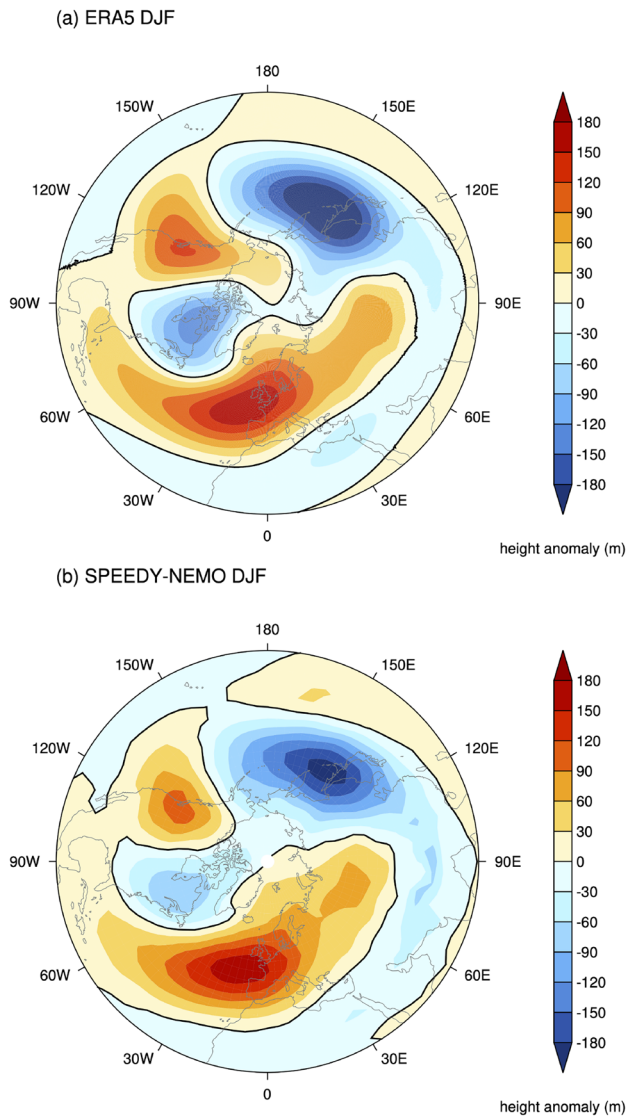 (a) ERA5 DJF
180
150W
150E
120W
120E
90W
90E
60W
60E
30W
30E
0
180
150
120
90
60
30
0
-30
-60
-90
-120
-150
-180
height anomaly (m)
(b) SPEEDY-NEMO DJF
180
150W
150E
120W
120E
90W
90E
60W
60E
30W
30E
0
180
150
120
90
60
30
0
-30
-60
-90
-120
-150
-180
height anomaly (m)